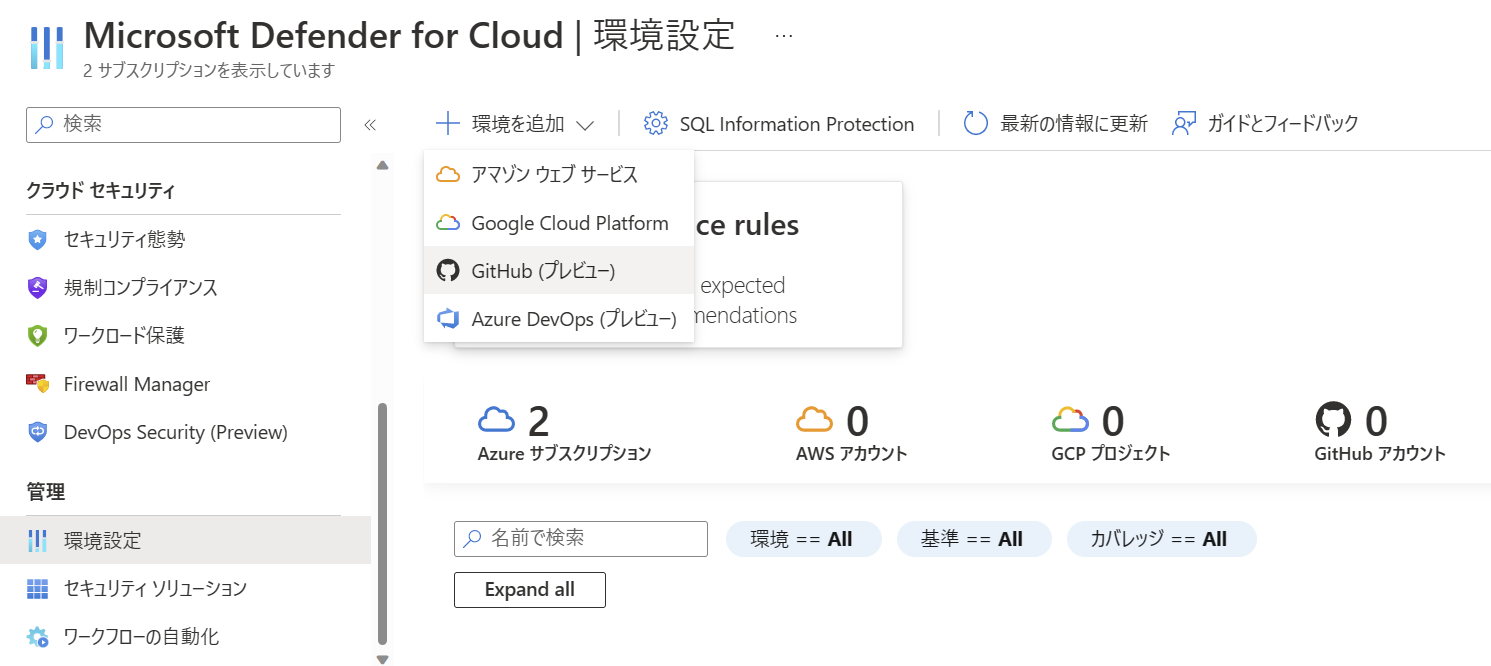 Microsoft Defender for Cloud | 環境設定 …
2 サブスクリプションを表示しています
検索
«
クラウド セキュリティ
セキュリティ態勢
規制コンプライアンス
ワークロード保護
Firewall Manager
DevOps Security (Preview)
管理
環境設定
セキュリティ ソリューション
ワークフローの自動化
環境を追加
SQL Information Protection
最新の情報に更新
ガイドとフィードバック
アマゾン ウェブ サービス
Google Cloud Platform
GitHub (プレビュー)
Azure DevOps (プレビュー)
rules
expected
2
Azure サブスクリプション
0
AWS アカウント
0
GCP プロジェクト
0
GitHub アカウント
名前で検索
環境 == All
基準 == All
カバレッジ == All
Expand all